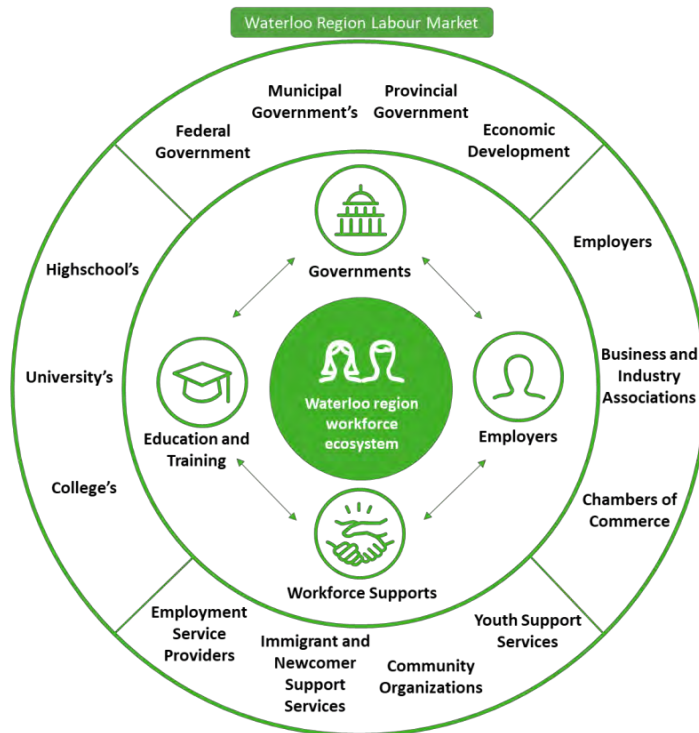 Waterloo Region Labour Market
Federal
Government
Municipal
Government's
Provincial
Government
Economic
Development
Highschool's
University's
College's
Employers
Business and
Industry
Associations
Chambers of
Commerce
Governments
Education and
Training
Waterloo region
workforce
ecosystem
Employers
Workforce Supports
Employment
Service
Providers
Immigrant and
Newcomer
Support
Services
Community
Organizations
Youth Support
Services